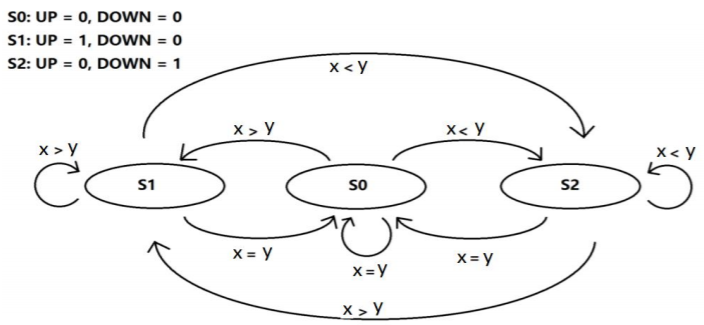 S0: UP = 0, DOWN = 0
S1: UP = 1, DOWN = 0
S2: UP = 0, DOWN = 1
x < y
x > y
x > y
x < y
x < y
S1
S0
S2
x = y
x = y
x = y
x > y